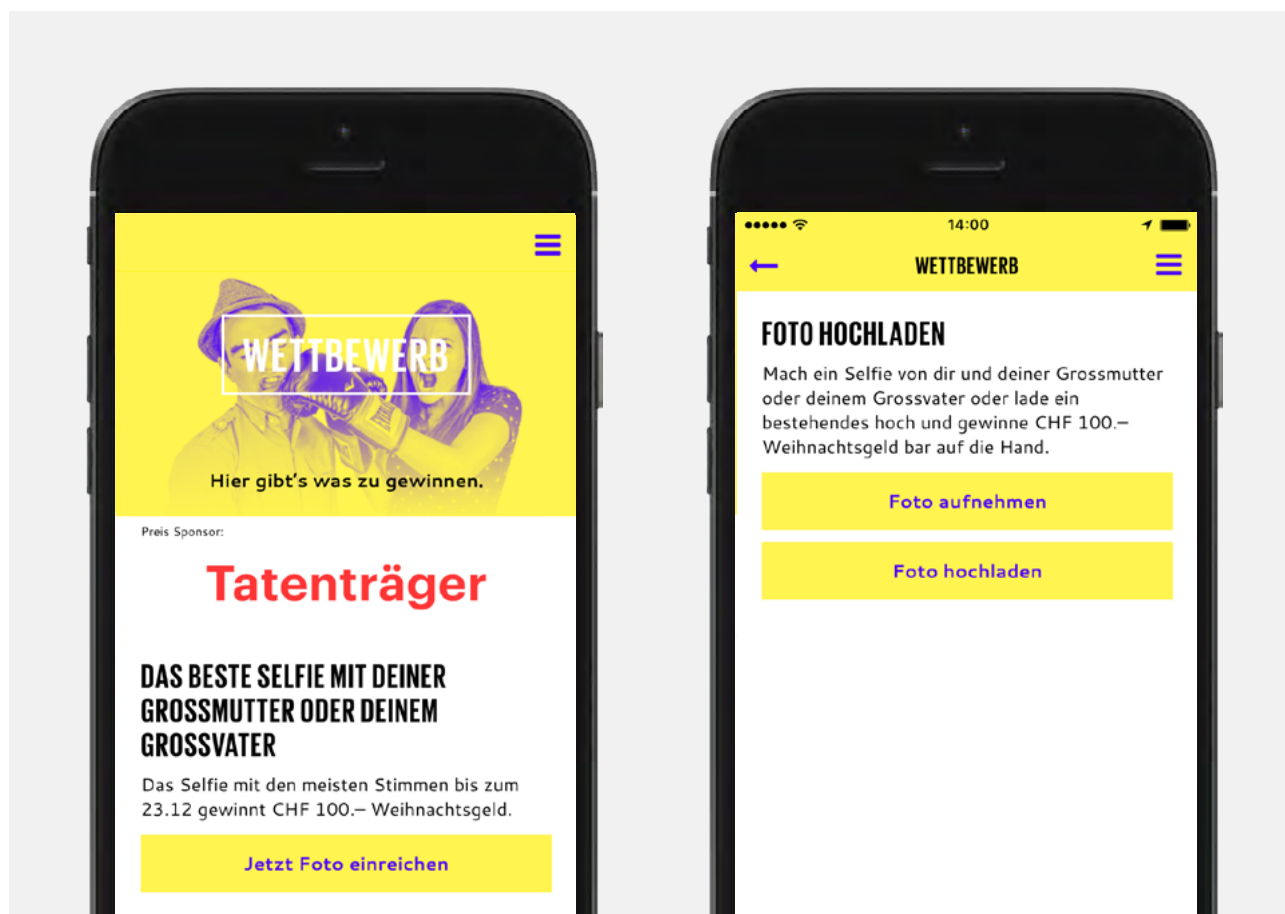 WETTBEWERB
Hier gibt's was zu gewinnen.
Preis Sponsor:
Tatenträger
DAS BESTE SELFIE MIT DEINER
GROSSMUTTER ODER DEINEM
GROSSVATER
Das Selfie mit den meisten Stimmen bis zum
23.12 gewinnt CHF 100.– Weihnachtsgeld.
Jetzt Foto einreichen
14:00
WETTBEWERB
FOTO HOCHLADEN
Mach ein Selfie von dir und deiner Grossmutter
oder deinem Grossvater oder lade ein
bestehendes hoch und gewinne CHF 100.–
Weihnachtsgeld bar auf die Hand.
Foto aufnehmen
Foto hochladen